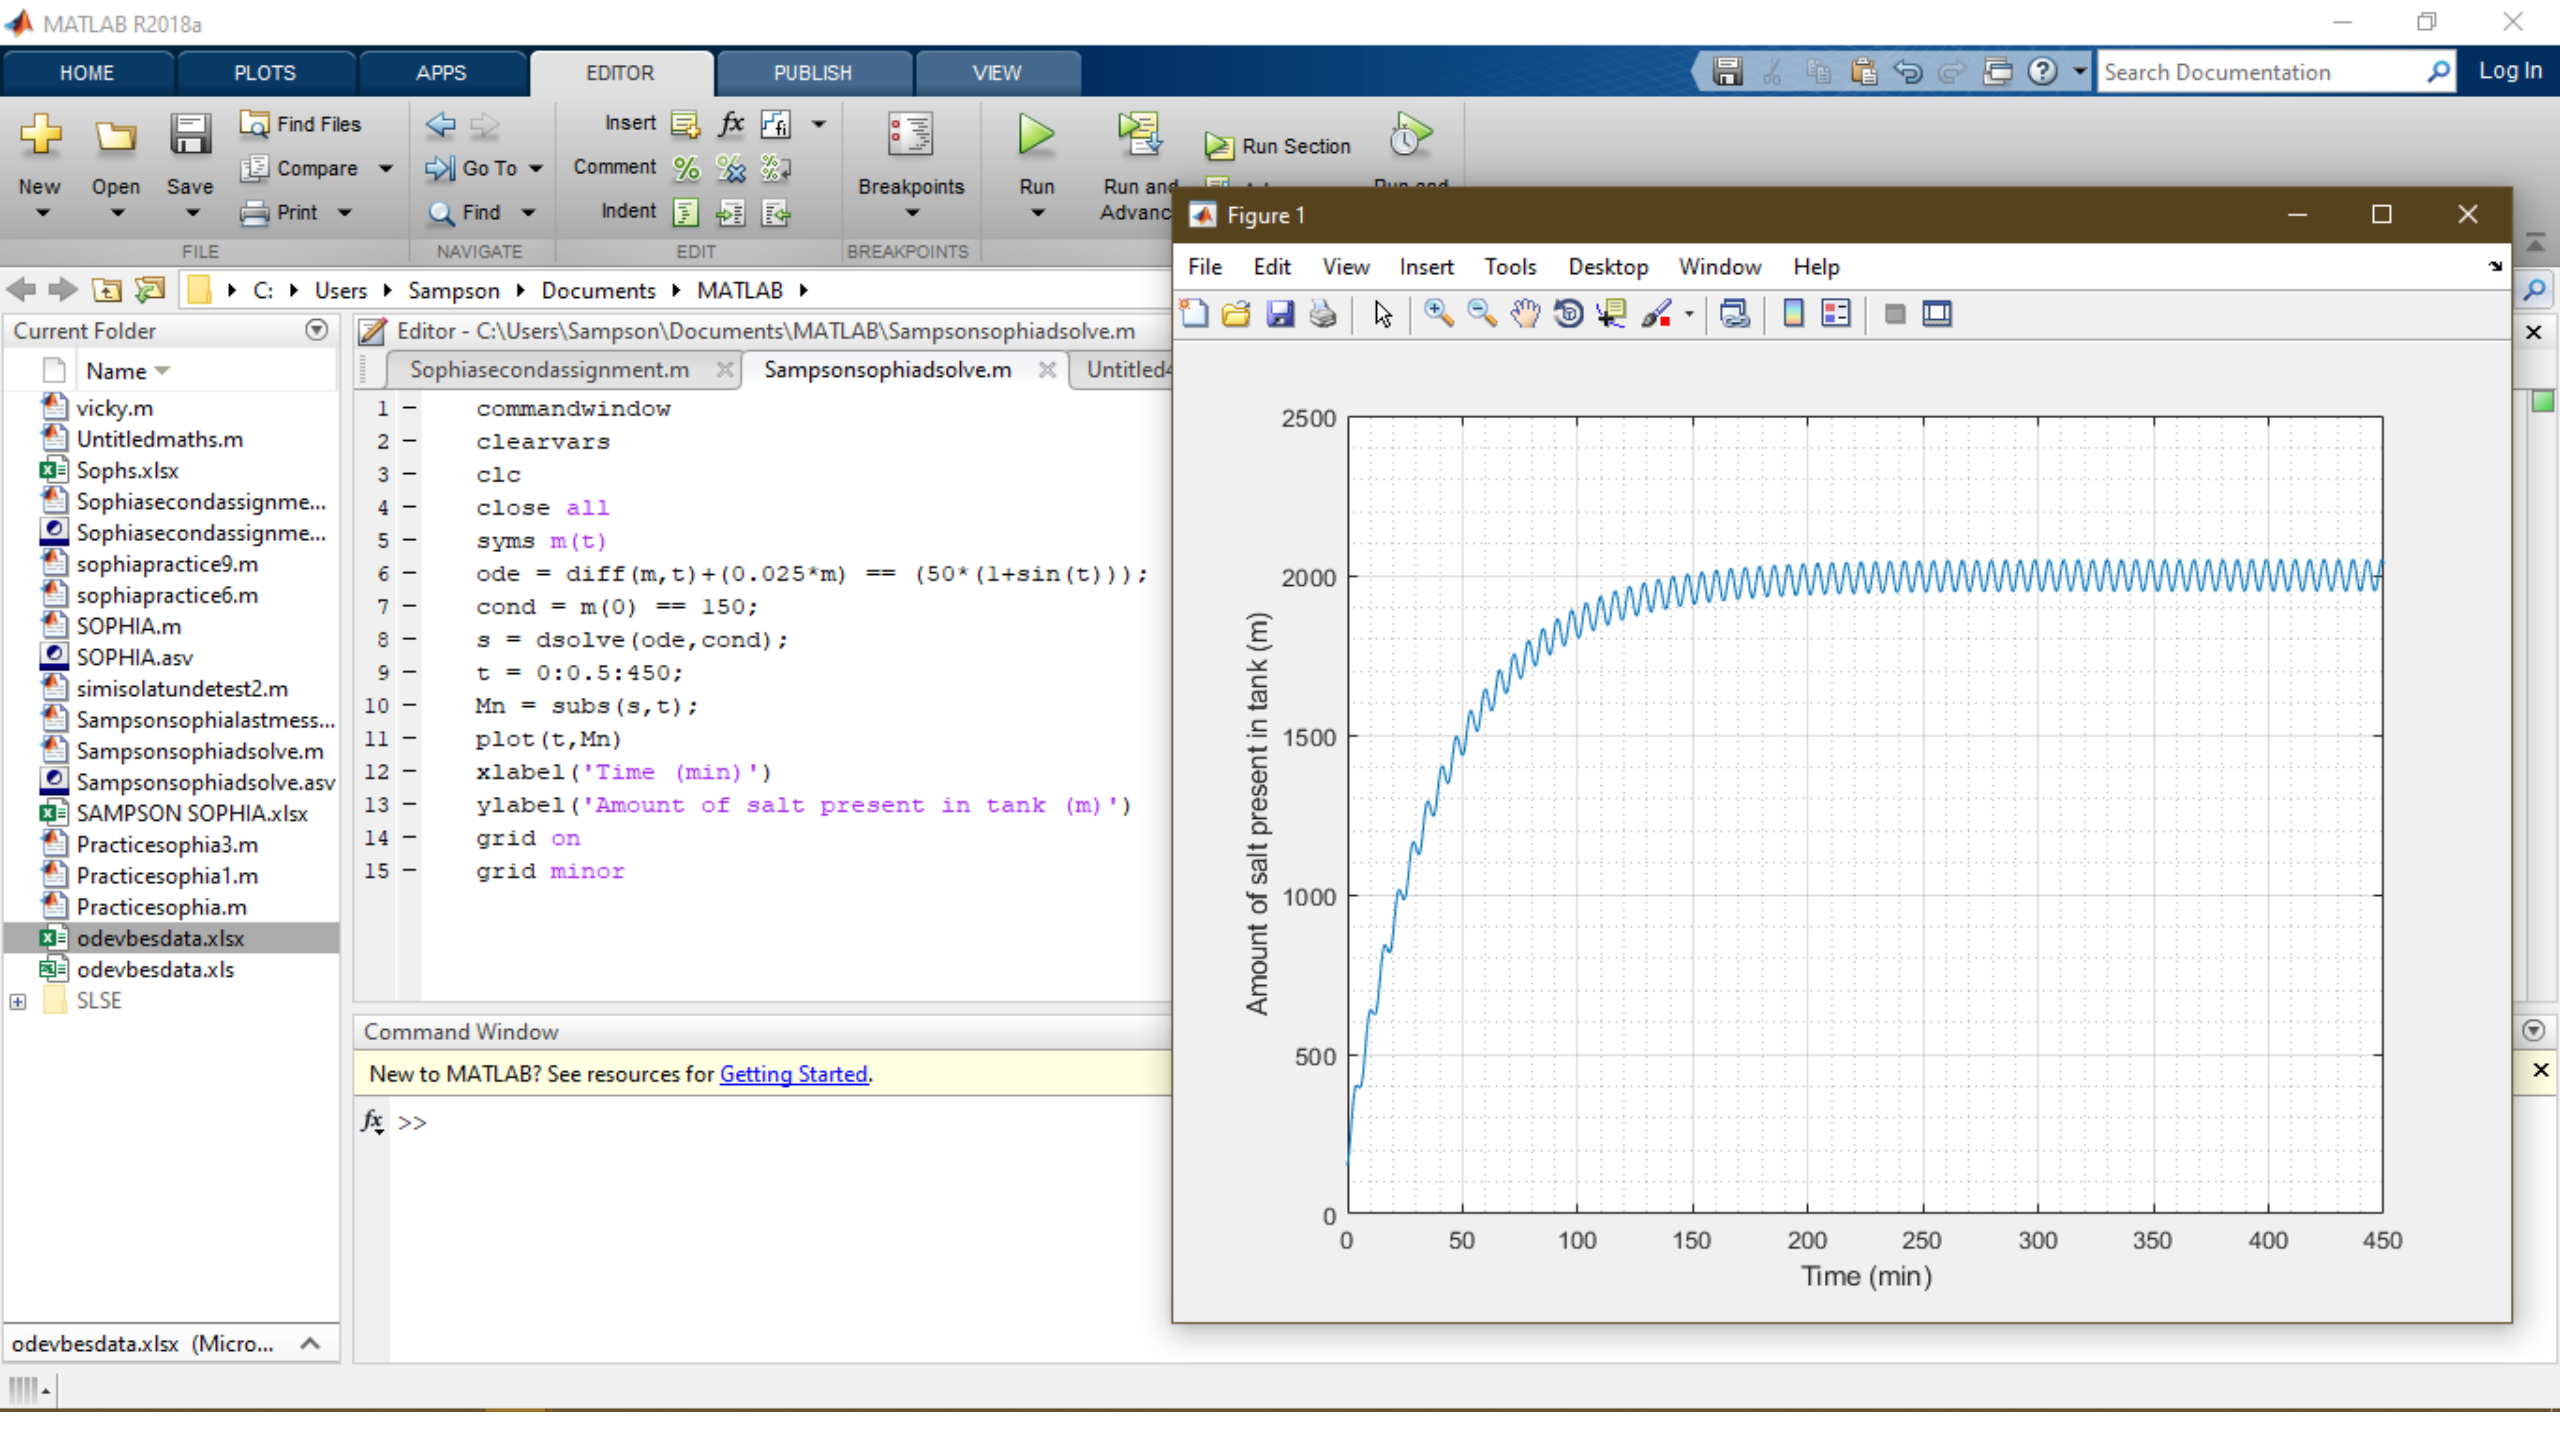 MATLAB R2018a
HOME PLOTS APPS EDITOR PUBLISH VIEW Search Documentation Log In
New Open Save Find Files Compare Print
Go To Find
Insert fx fi
Comment
Indent
Breakpoints Run Run and Advanc Run Section Run and
FILE NAVIGATE EDIT BREAKPOINTS
C: Users Sampson Documents MATLAB
Current Folder
Name
vicky.m
Untitledmaths.m
Sophs.xlsx
Sophiasecondassignme...
Sophiasecondassignme...
sophiapractice9.m
sophiapractice6.m
SOPHIA.m
SOPHIA.asv
simisolatundetest2.m
Sampsonsophialastmess...
Sampsonsophiadsolve.m
Sampsonsophiadsolve.asv
SAMPSON SOPHIA.xlsx
Practicesophia3.m
Practicesophia1.m
Practicesophia.m
odevbesdata.xlsx
odevbesdata.xls
SLSE
odevbesdata.xlsx (Micro...
Editor - C:\Users\Sampson\Documents\MATLAB\Sampsonsophiadsolve.m
Sophiasecondassignment.m Sampsonsophiadsolve.m Untitled4
1 - commandwindow
2 - clearvars
3 - clc
4 - close all
5 - syms m(t)
6 - ode = diff(m,t)+(0.025*m) == (50*(1+sin(t)));
7 - cond = m(0) == 150;
8 - s = dsolve(ode,cond);
9 - t = 0:0.5:450;
10 - Mn = subs(s,t);
11 - plot(t,Mn)
12 - xlabel('Time (min)')
13 - ylabel('Amount of salt present in tank (m)')
14 - grid on
15 - grid minor
Command Window
New to MATLAB? See resources for Getting Started.
fx >>
Figure 1
File Edit View Insert Tools Desktop Window Help
2500
2000
1500
1000
500
0
Amount of salt present in tank (m)
0 50 100 150 200 250 300 350 400 450
Time (min)